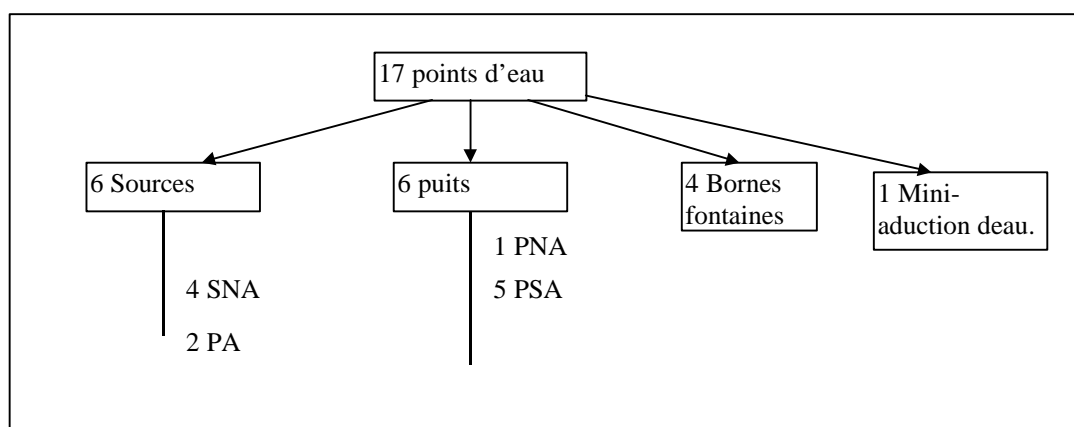 17 points d’eau
6 Sources
6 puits
4 Bornes
fontaines
1 Mini-
aduction deau.
4 SNA
2 PA
1 PNA
5 PSA